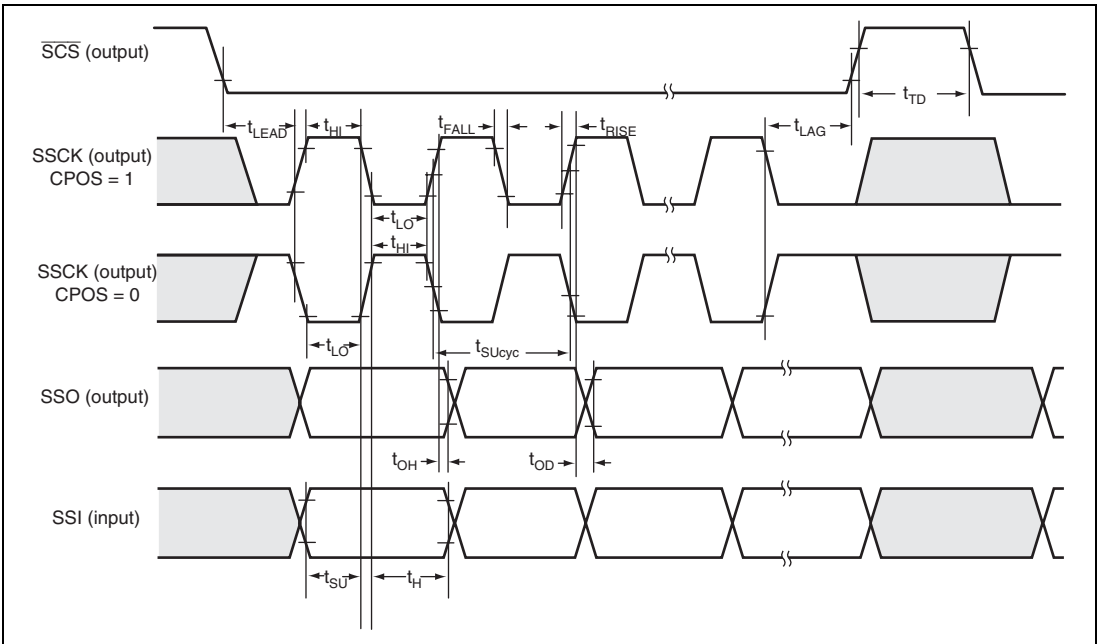 SCS (output)
tTD
tLEAD
tHI
tFALL
tRISE
tLAG
SSCK (output)
CPOS = 1
tLO
tHI
SSCK (output)
CPOS = 0
tLO
tSUcyc
SSO (output)
tOH
tOD
SSI (input)
tSU
tH